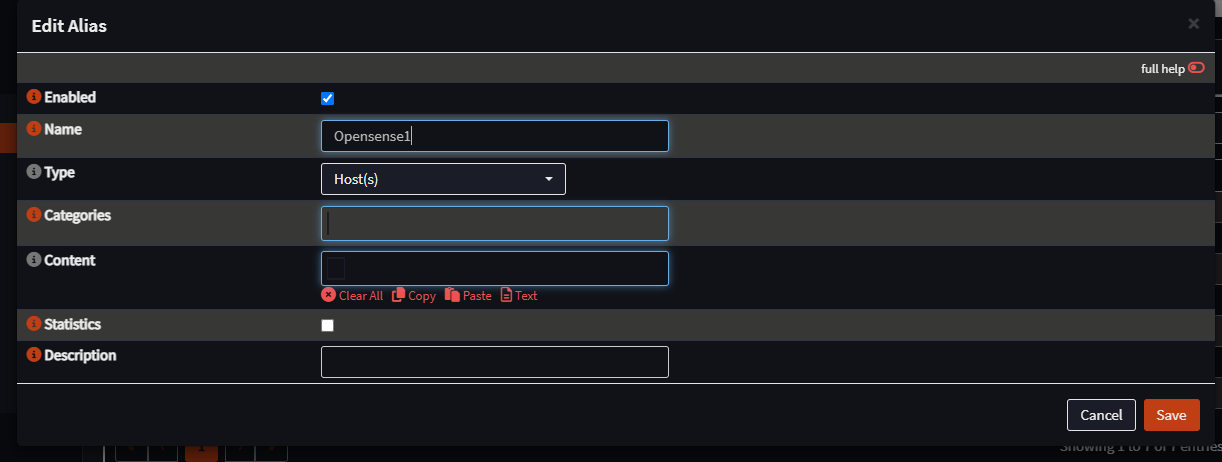 Edit Alias
×
full help
Enabled
Name
Opensense1
Type
Host(s)
Categories
Content
Clear All Copy Paste Text
Statistics
Description
Cancel Save
1
Showing 1 to 7 of 7 entries